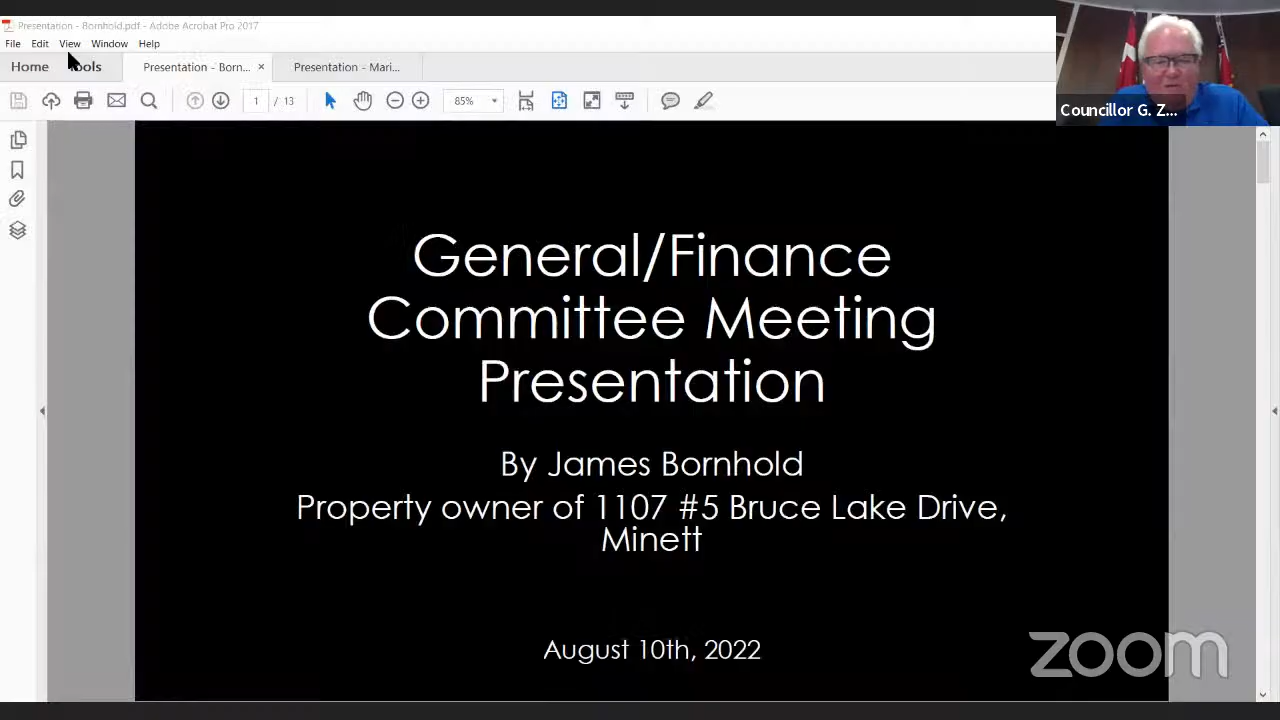 Presentation - Bornhold.pdf - Adobe Acrobat Pro 2017
File Edit View Window Help
Home Tools Presentation - Born... × Presentation - Mari...
1 / 13 85%
Councillor G. Z...
General/Finance
Committee Meeting
Presentation
By James Bornhold
Property owner of 1107 #5 Bruce Lake Drive,
Minett
August 10th, 2022
zoom